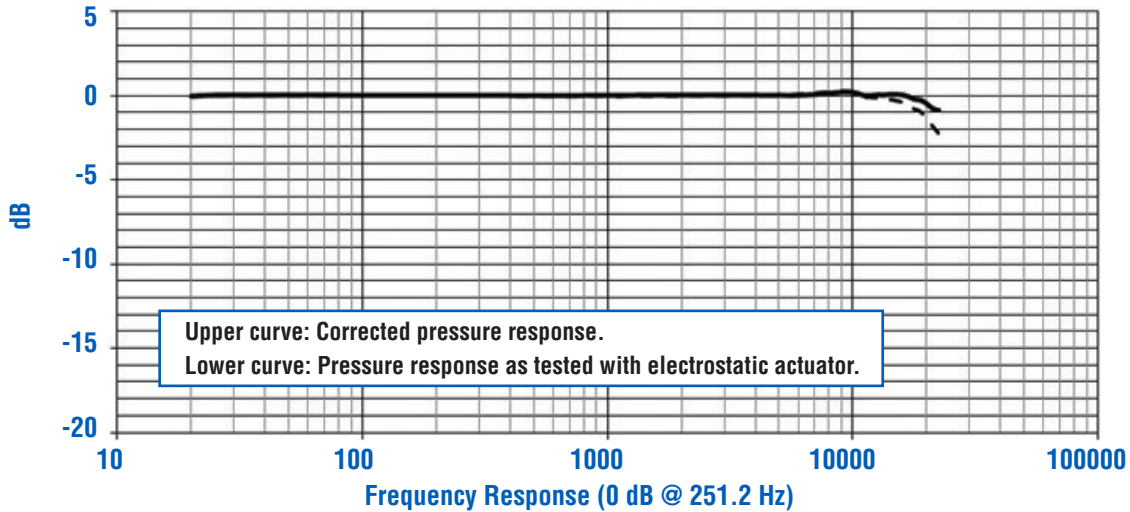 5
0
-5
-10
-15
-20
dB
Upper curve: Corrected pressure response.
Lower curve: Pressure response as tested with electrostatic actuator.
10 100 1000 10000 100000
Frequency Response (0 dB @ 251.2 Hz)